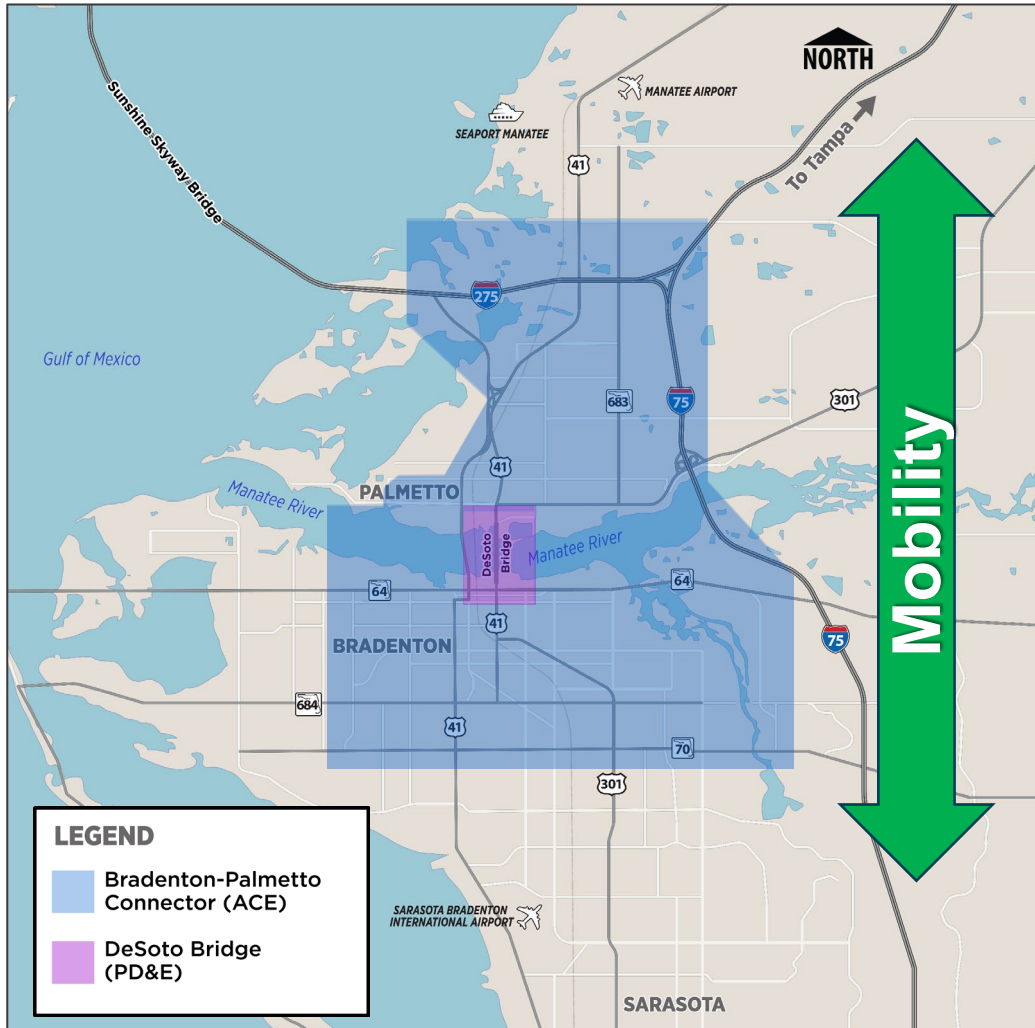 NORTH
MANATEE AIRPORT
SEAPORT MANATEE
Sunshine Skyway Bridge
To Tampa
41
275
Gulf of Mexico
683
75
301
41
PALMETTO
Manatee River
DeSoto
Bridge
Manatee River
64
64
41
BRADENTON
75
Mobility
684
41
70
301
LEGEND
Bradenton-Palmetto
Connector (ACE)
DeSoto Bridge
(PD&E)
SARASOTA BRADENTON
INTERNATIONAL AIRPORT
SARASOTA